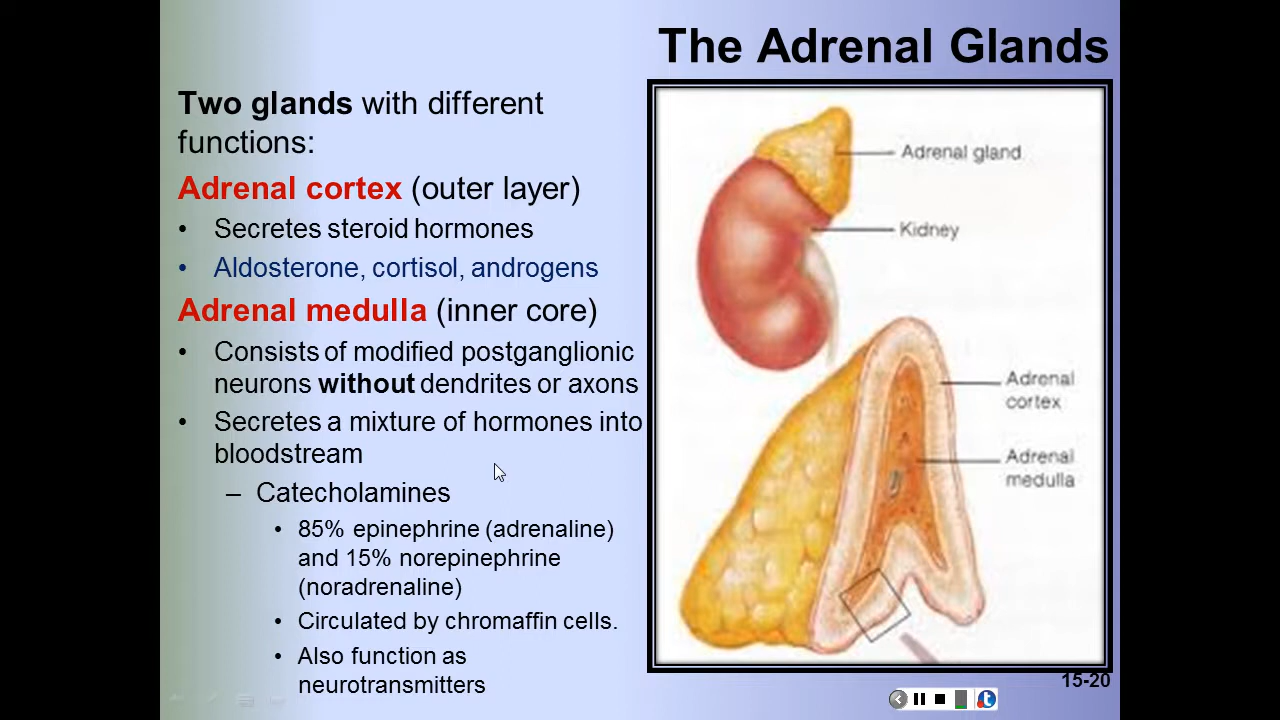 The Adrenal Glands
Two glands with different
functions:
Adrenal cortex (outer layer)
• Secretes steroid hormones
• Aldosterone, cortisol, androgens
Adrenal medulla (inner core)
• Consists of modified postganglionic
neurons without dendrites or axons
• Secretes a mixture of hormones into
bloodstream
– Catecholamines
• 85% epinephrine (adrenaline)
and 15% norepinephrine
(noradrenaline)
• Circulated by chromaffin cells.
• Also function as
neurotransmitters
Adrenal gland
Kidney
Adrenal
cortex
Adrenal
medulla
15-20
t